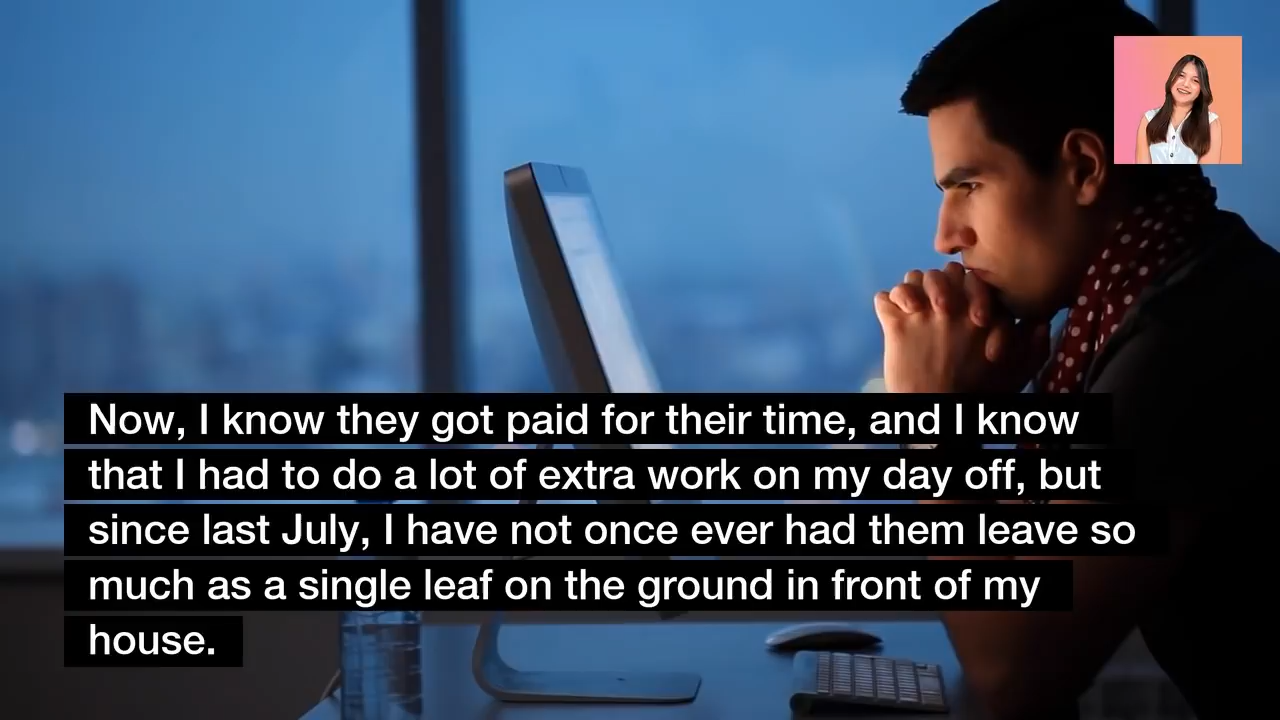 Now, I know they got paid for their time, and I know
that I had to do a lot of extra work on my day off, but
since last July, I have not once ever had them leave so
much as a single leaf on the ground in front of my
house.